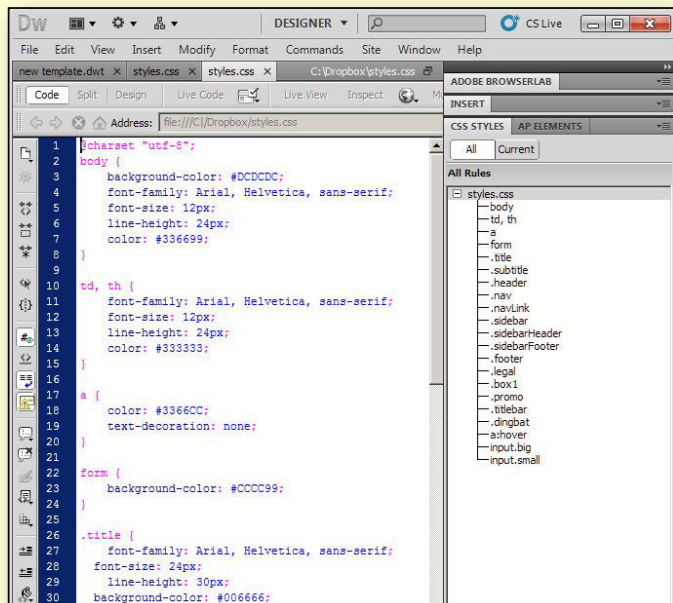 Dw DESIGNER CS Live
File Edit View Insert Modify Format Commands Site Window Help
new template.dwt × styles.css × styles.css × C:\Dropbox\styles.css
Code Split Design Live Code Live View Inspect
Address: file:///C|/Dropbox/styles.css
1 @charset "utf-8";
2 body {
3 background-color: #DCDCDC;
4 font-family: Arial, Helvetica, sans-serif;
5 font-size: 12px;
6 line-height: 24px;
7 color: #336699;
8 }
9
10 td, th {
11 font-family: Arial, Helvetica, sans-serif;
12 font-size: 12px;
13 line-height: 24px;
14 color: #333333;
15 }
16
17 a {
18 color: #3366CC;
19 text-decoration: none;
20 }
21
22 form {
23 background-color: #CCCC99;
24 }
25
26 .title {
27 font-family: Arial, Helvetica, sans-serif;
28 font-size: 24px;
29 line-height: 30px;
30 background-color: #006666;
ADOBE BROWSERLAB
INSERT
CSS STYLES AP ELEMENTS
All Current
All Rules
styles.css
body
td, th
a
form
.title
.subtitle
.header
.nav
.navLink
.sidebar
.sidebarHeader
.sidebarFooter
.footer
.legal
.box1
.promo
.titlebar
.dingbat
a:hover
input.big
input.small